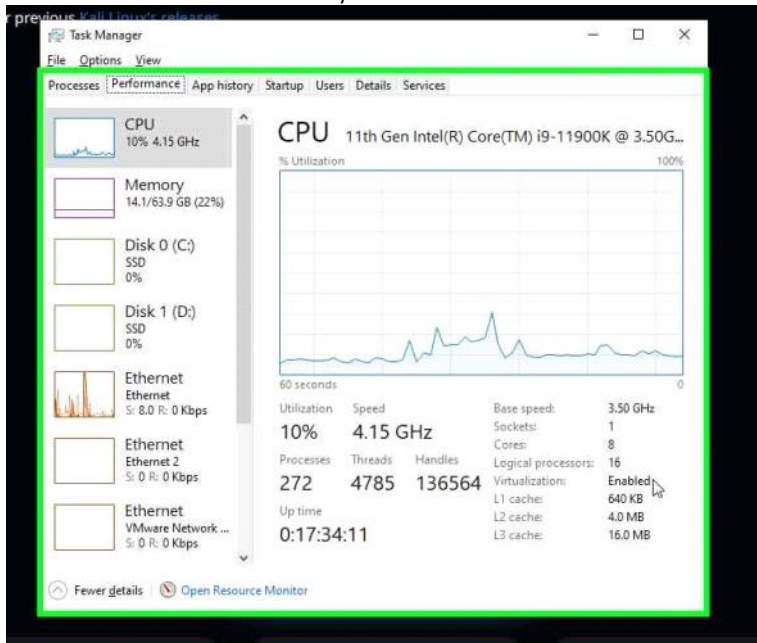 r previous Kali Linux's releases
Task Manager
File Options View
Processes Performance App history Startup Users Details Services
CPU
10% 4.15 GHz
Memory
14.1/63.9 GB (22%)
Disk 0 (C:)
SSD
0%
Disk 1 (D:)
SSD
0%
Ethernet
Ethernet
S: 8.0 R: 0 Kbps
Ethernet
Ethernet 2
S: 0 R: 0 Kbps
Ethernet
VMware Network ...
S: 0 R: 0 Kbps
CPU 11th Gen Intel(R) Core(TM) i9-11900K @ 3.50G...
% Utilization 100%
60 seconds 0
Utilization Speed
10% 4.15 GHz
Processes Threads Handles
272 4785 136564
Up time
0:17:34:11
Base speed: 3.50 GHz
Sockets: 1
Cores: 8
Logical processors: 16
Virtualization: Enabled
L1 cache: 640 KB
L2 cache: 4.0 MB
L3 cache: 16.0 MB
Fewer details Open Resource Monitor